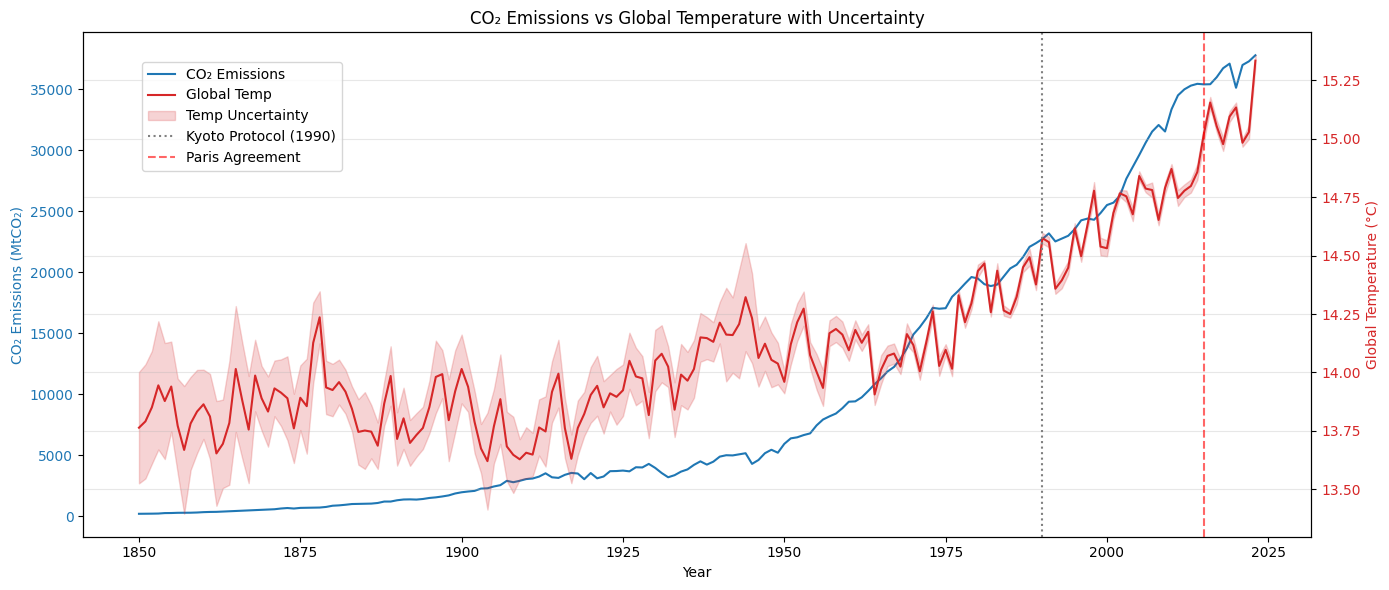 CO₂ Emissions vs Global Temperature with Uncertainty
CO₂ Emissions
Global Temp
Temp Uncertainty
Kyoto Protocol (1990)
Paris Agreement
CO₂ Emissions (MtCO₂)
35000
30000
25000
20000
15000
10000
5000
0
Global Temperature (°C)
15.25
15.00
14.75
14.50
14.25
14.00
13.75
13.50
1850 1875 1900 1925 1950 1975 2000 2025
Year